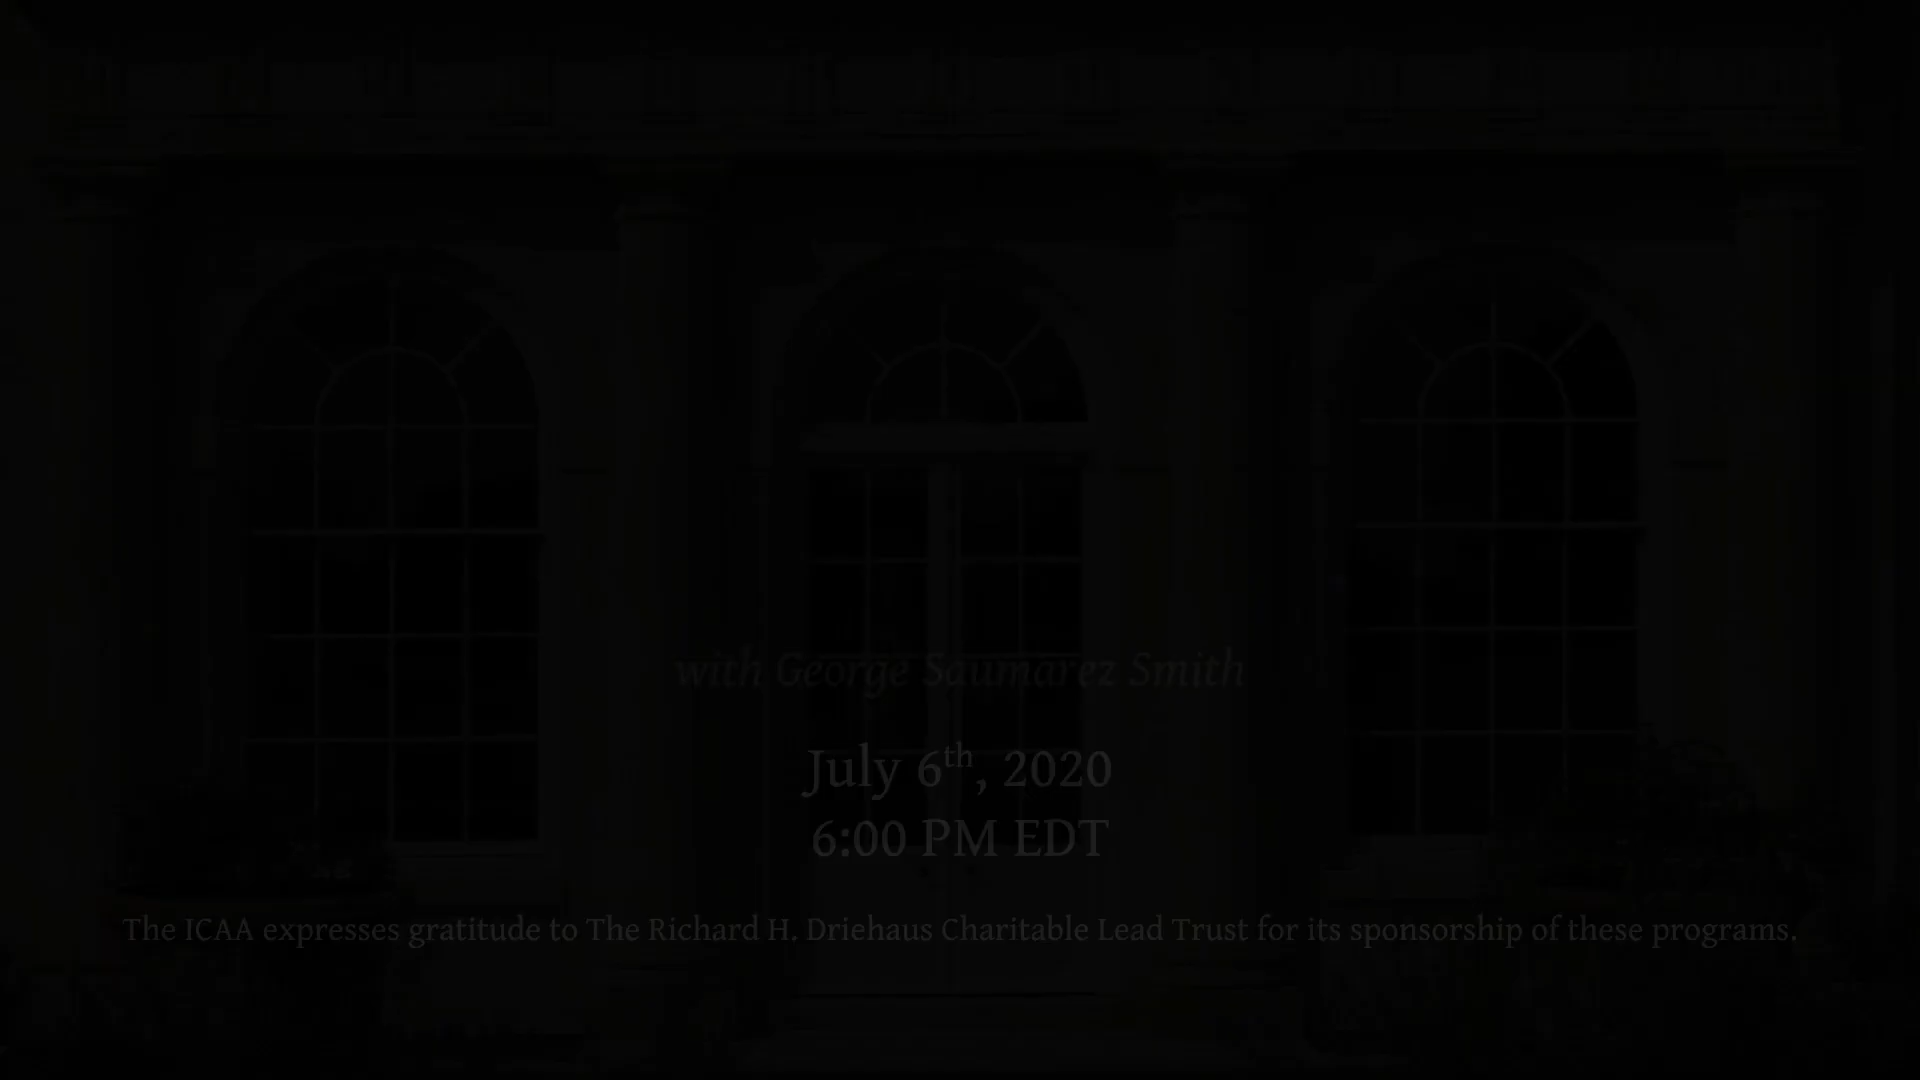 with George Saumarez Smith
July 6th, 2020
6:00 PM EDT
The ICAA expresses gratitude to The Richard H. Driehaus Charitable Lead Trust for its sponsorship of these programs.